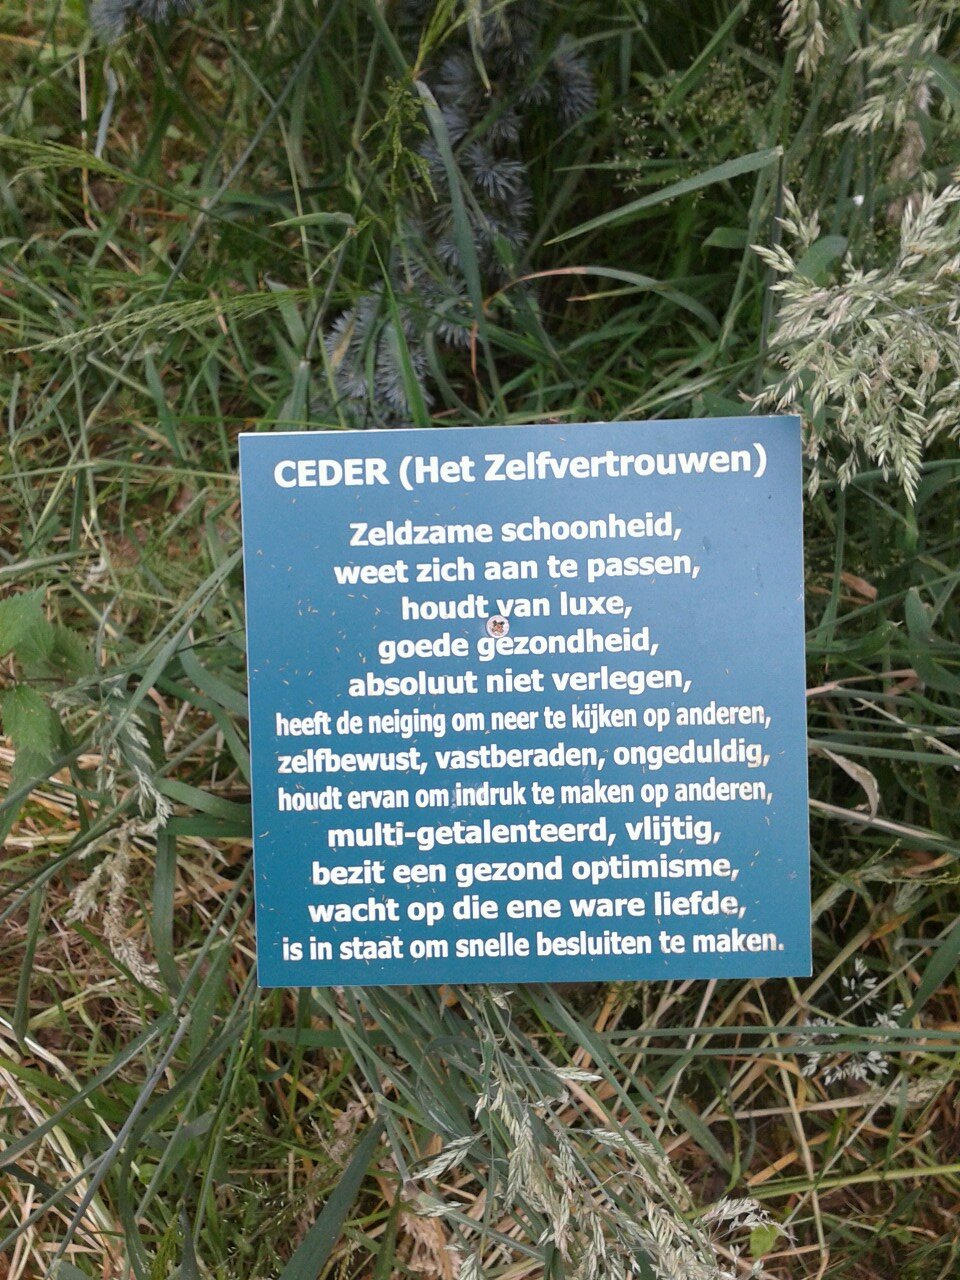 CEDER (Het Zelfvertrouwen)
Zeldzame schoonheid,
weet zich aan te passen,
houdt van luxe,
goede gezondheid,
absoluut niet verlegen,
heeft de neiging om neer te kijken op anderen,
zelfbewust, vastberaden, ongeduldig,
houdt ervan om indruk te maken op anderen,
multi-getalenteerd, vlijtig,
bezit een gezond optimisme,
wacht op die ene ware liefde,
is in staat om snelle besluiten te maken.